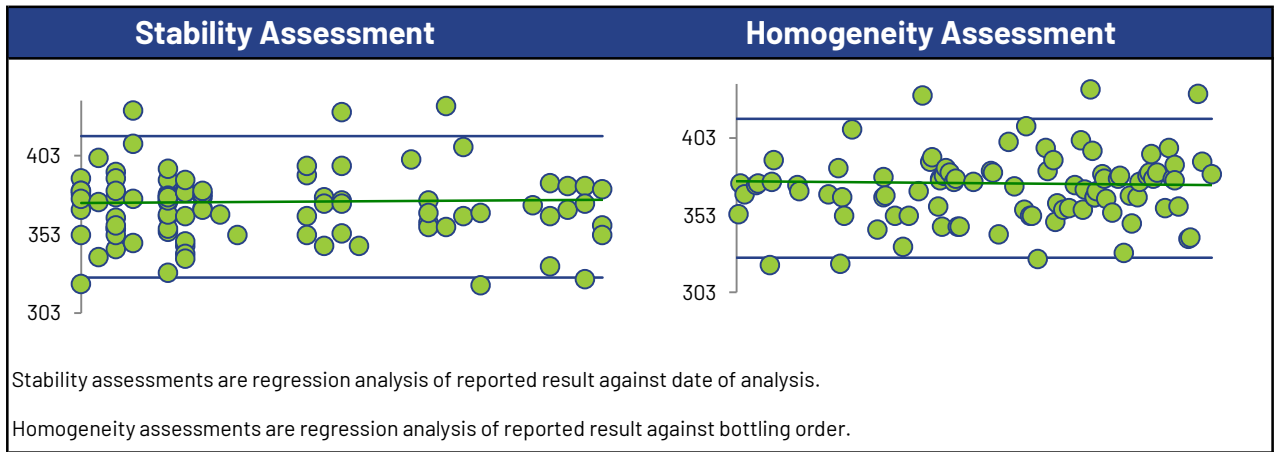 Stability Assessment
Homogeneity Assessment
403
353
303
403
353
303
Stability assessments are regression analysis of reported result against date of analysis.
Homogeneity assessments are regression analysis of reported result against bottling order.